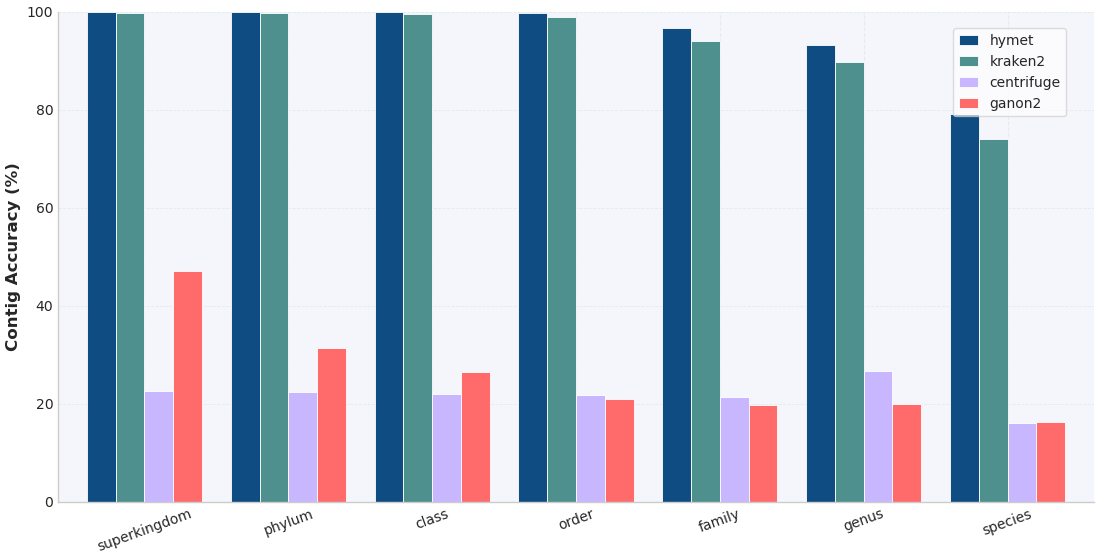 Contig Accuracy (%)
100
80
60
40
20
0
superkingdom
phylum
class
order
family
genus
species
hymet
kraken2
centrifuge
ganon2